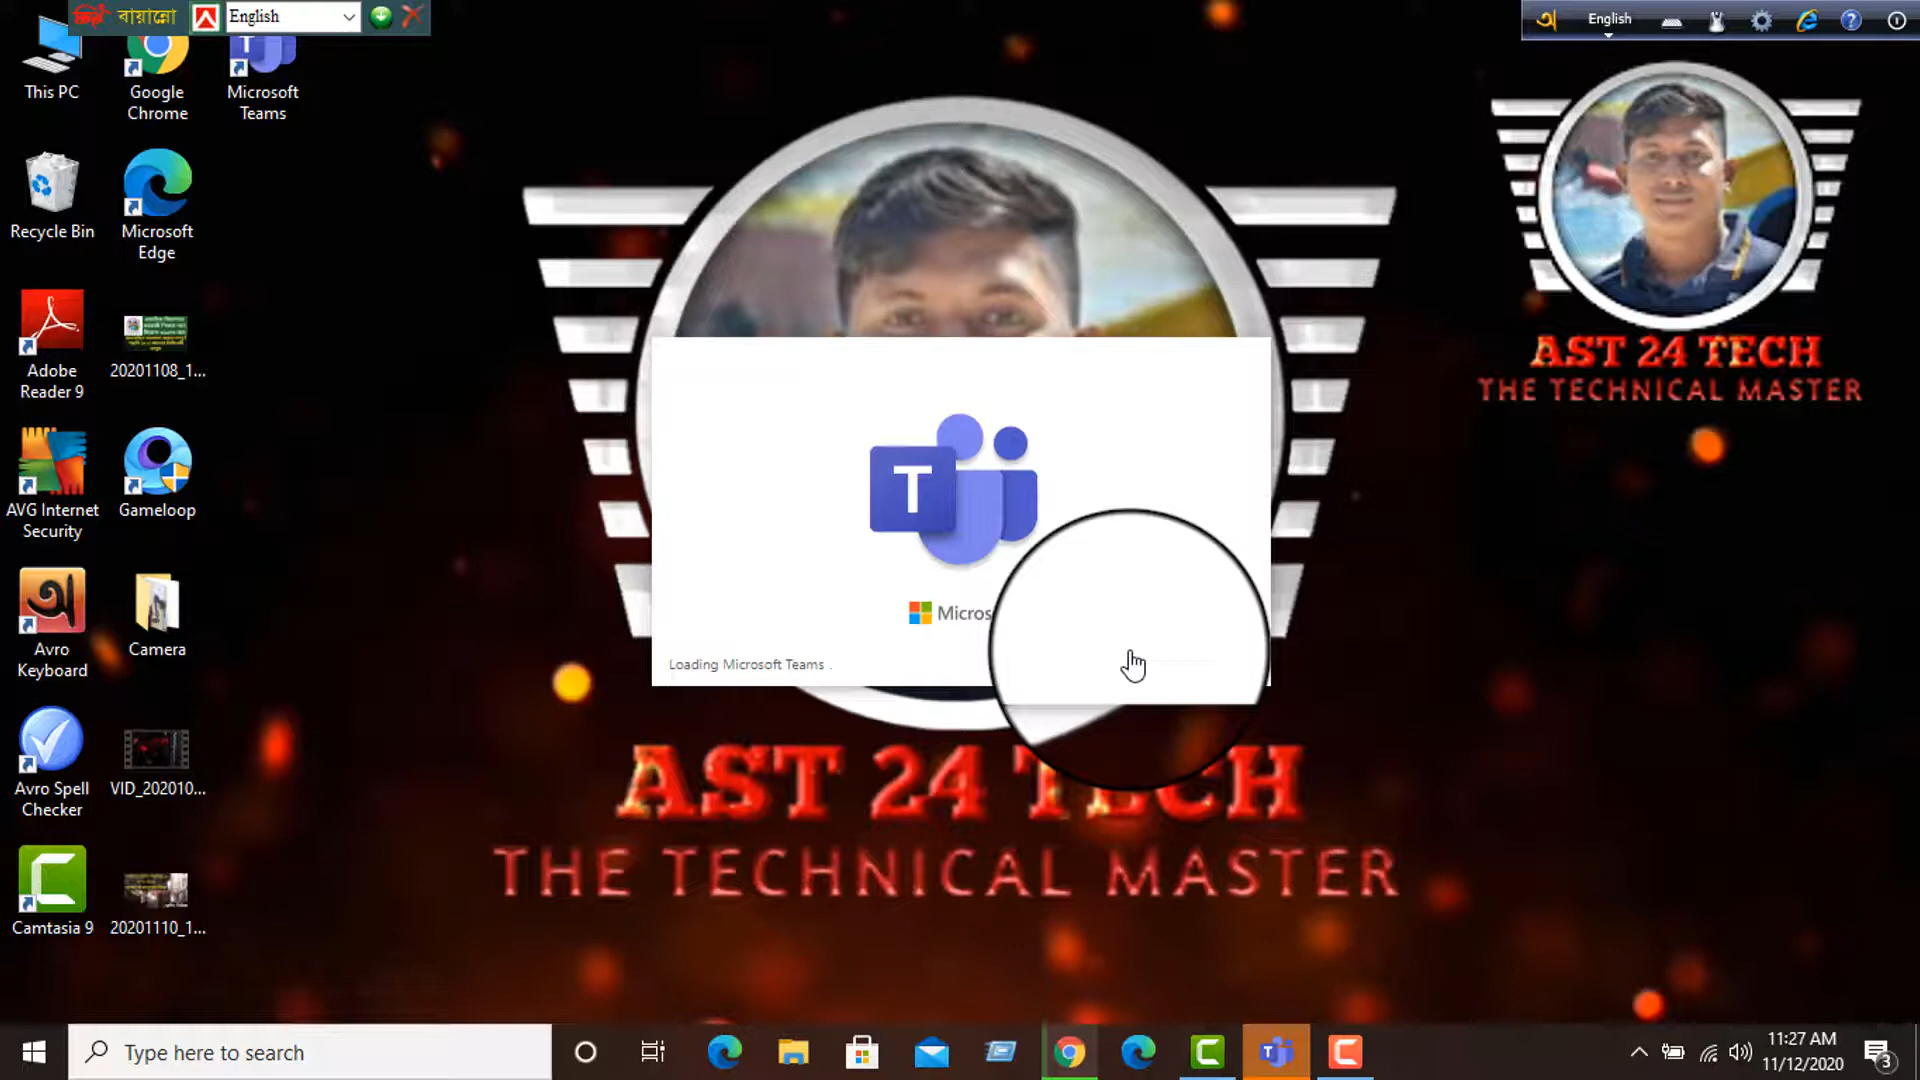 বায়ান্নো
English
English
This PC
Google
Chrome
Microsoft
Teams
Recycle Bin
Microsoft
Edge
Adobe
Reader 9
20201108_1...
AVG Internet
Security
Gameloop
অ
Avro
Keyboard
Camera
Avro Spell
Checker
VID_202010...
Camtasia 9
20201110_1...
AST 24 TECH
THE TECHNICAL MASTER
T
Micros
Loading Microsoft Teams .
AST 24 TECH
THE TECHNICAL MASTER
Type here to search
11:27 AM
11/12/2020
3